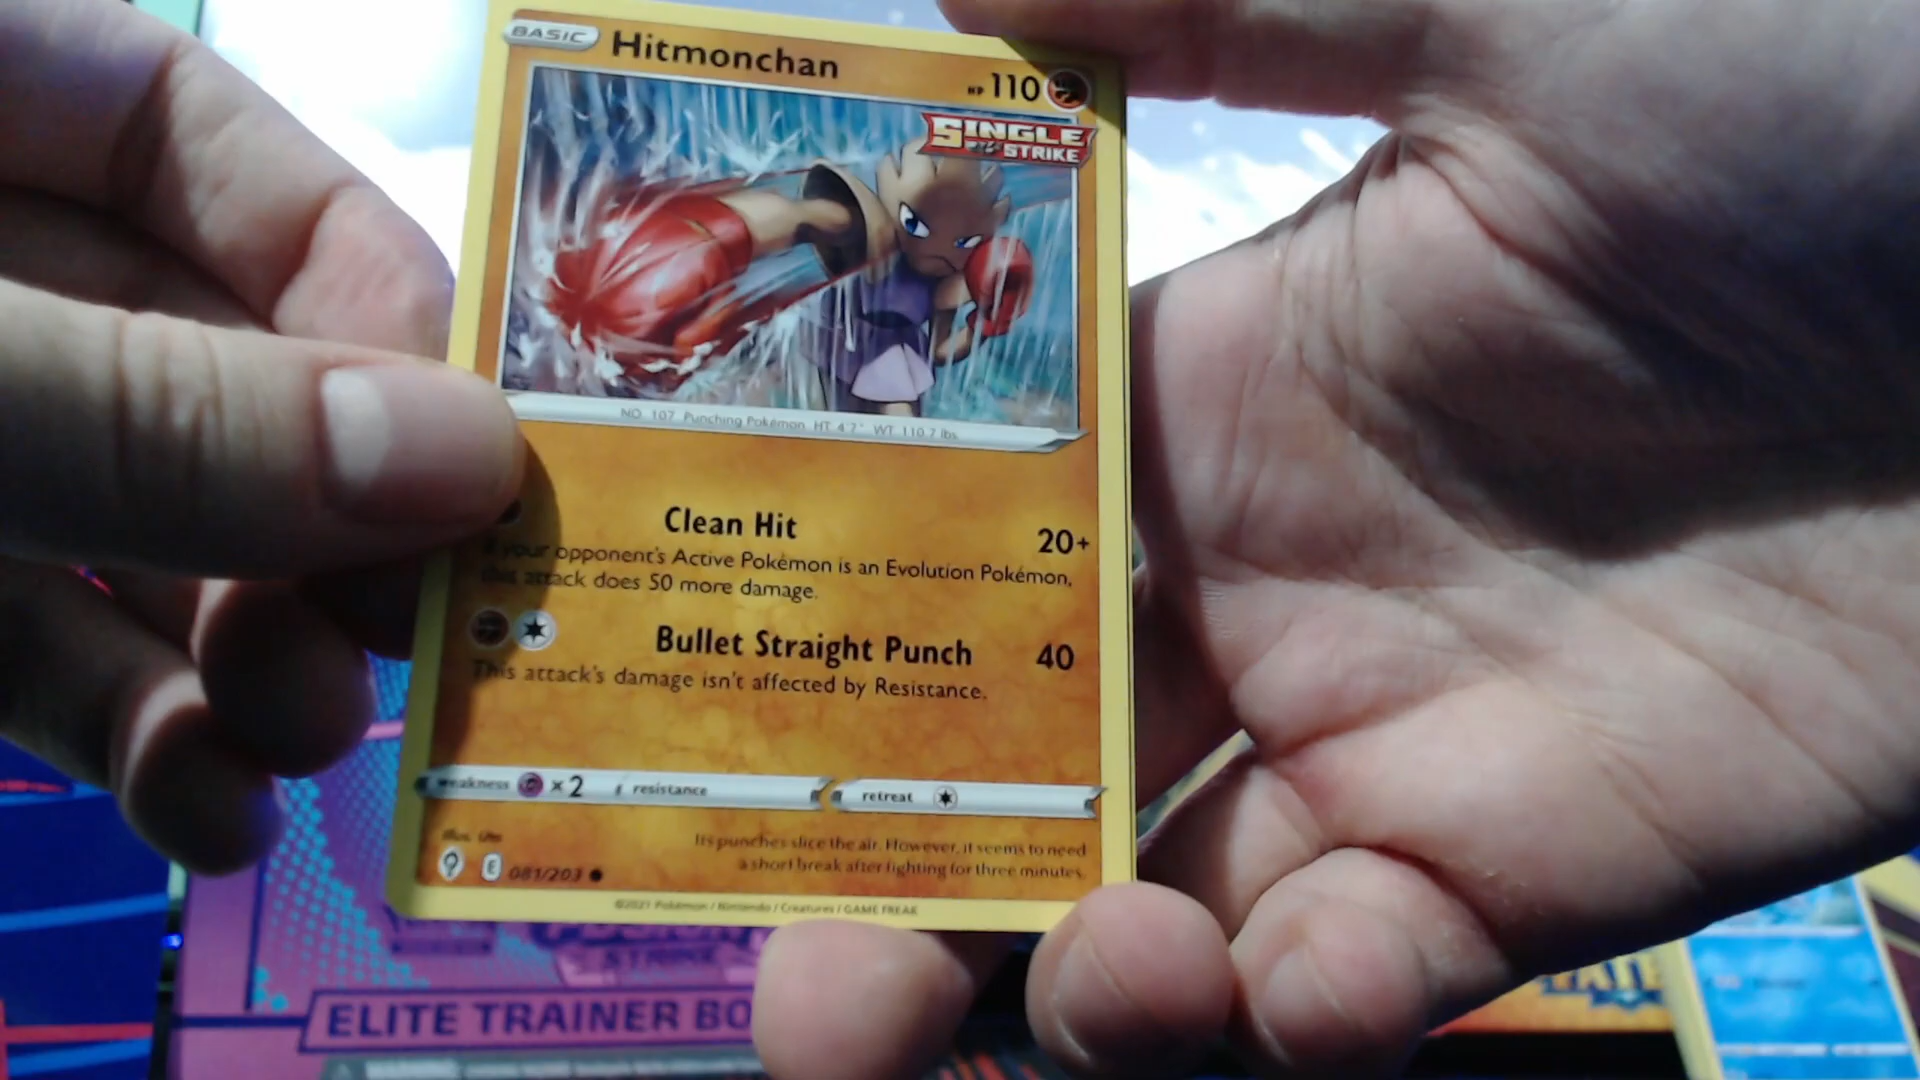 BASIC Hitmonchan HP 110
SINGLE
STRIKE
NO. 107 Punching Pokémon HT 4'7" WT 110.7 lbs.
Clean Hit 20+
your opponent's Active Pokémon is an Evolution Pokémon,
this attack does 50 more damage.
Bullet Straight Punch 40
This attack's damage isn't affected by Resistance.
weakness ×2 resistance retreat
Illus. Uta
E 081/203
Its punches slice the air. However, it seems to need
a short break after fighting for three minutes.
©2021 Pokémon / Nintendo / Creatures / GAME FREAK
STRIKE
ELITE TRAINER BO